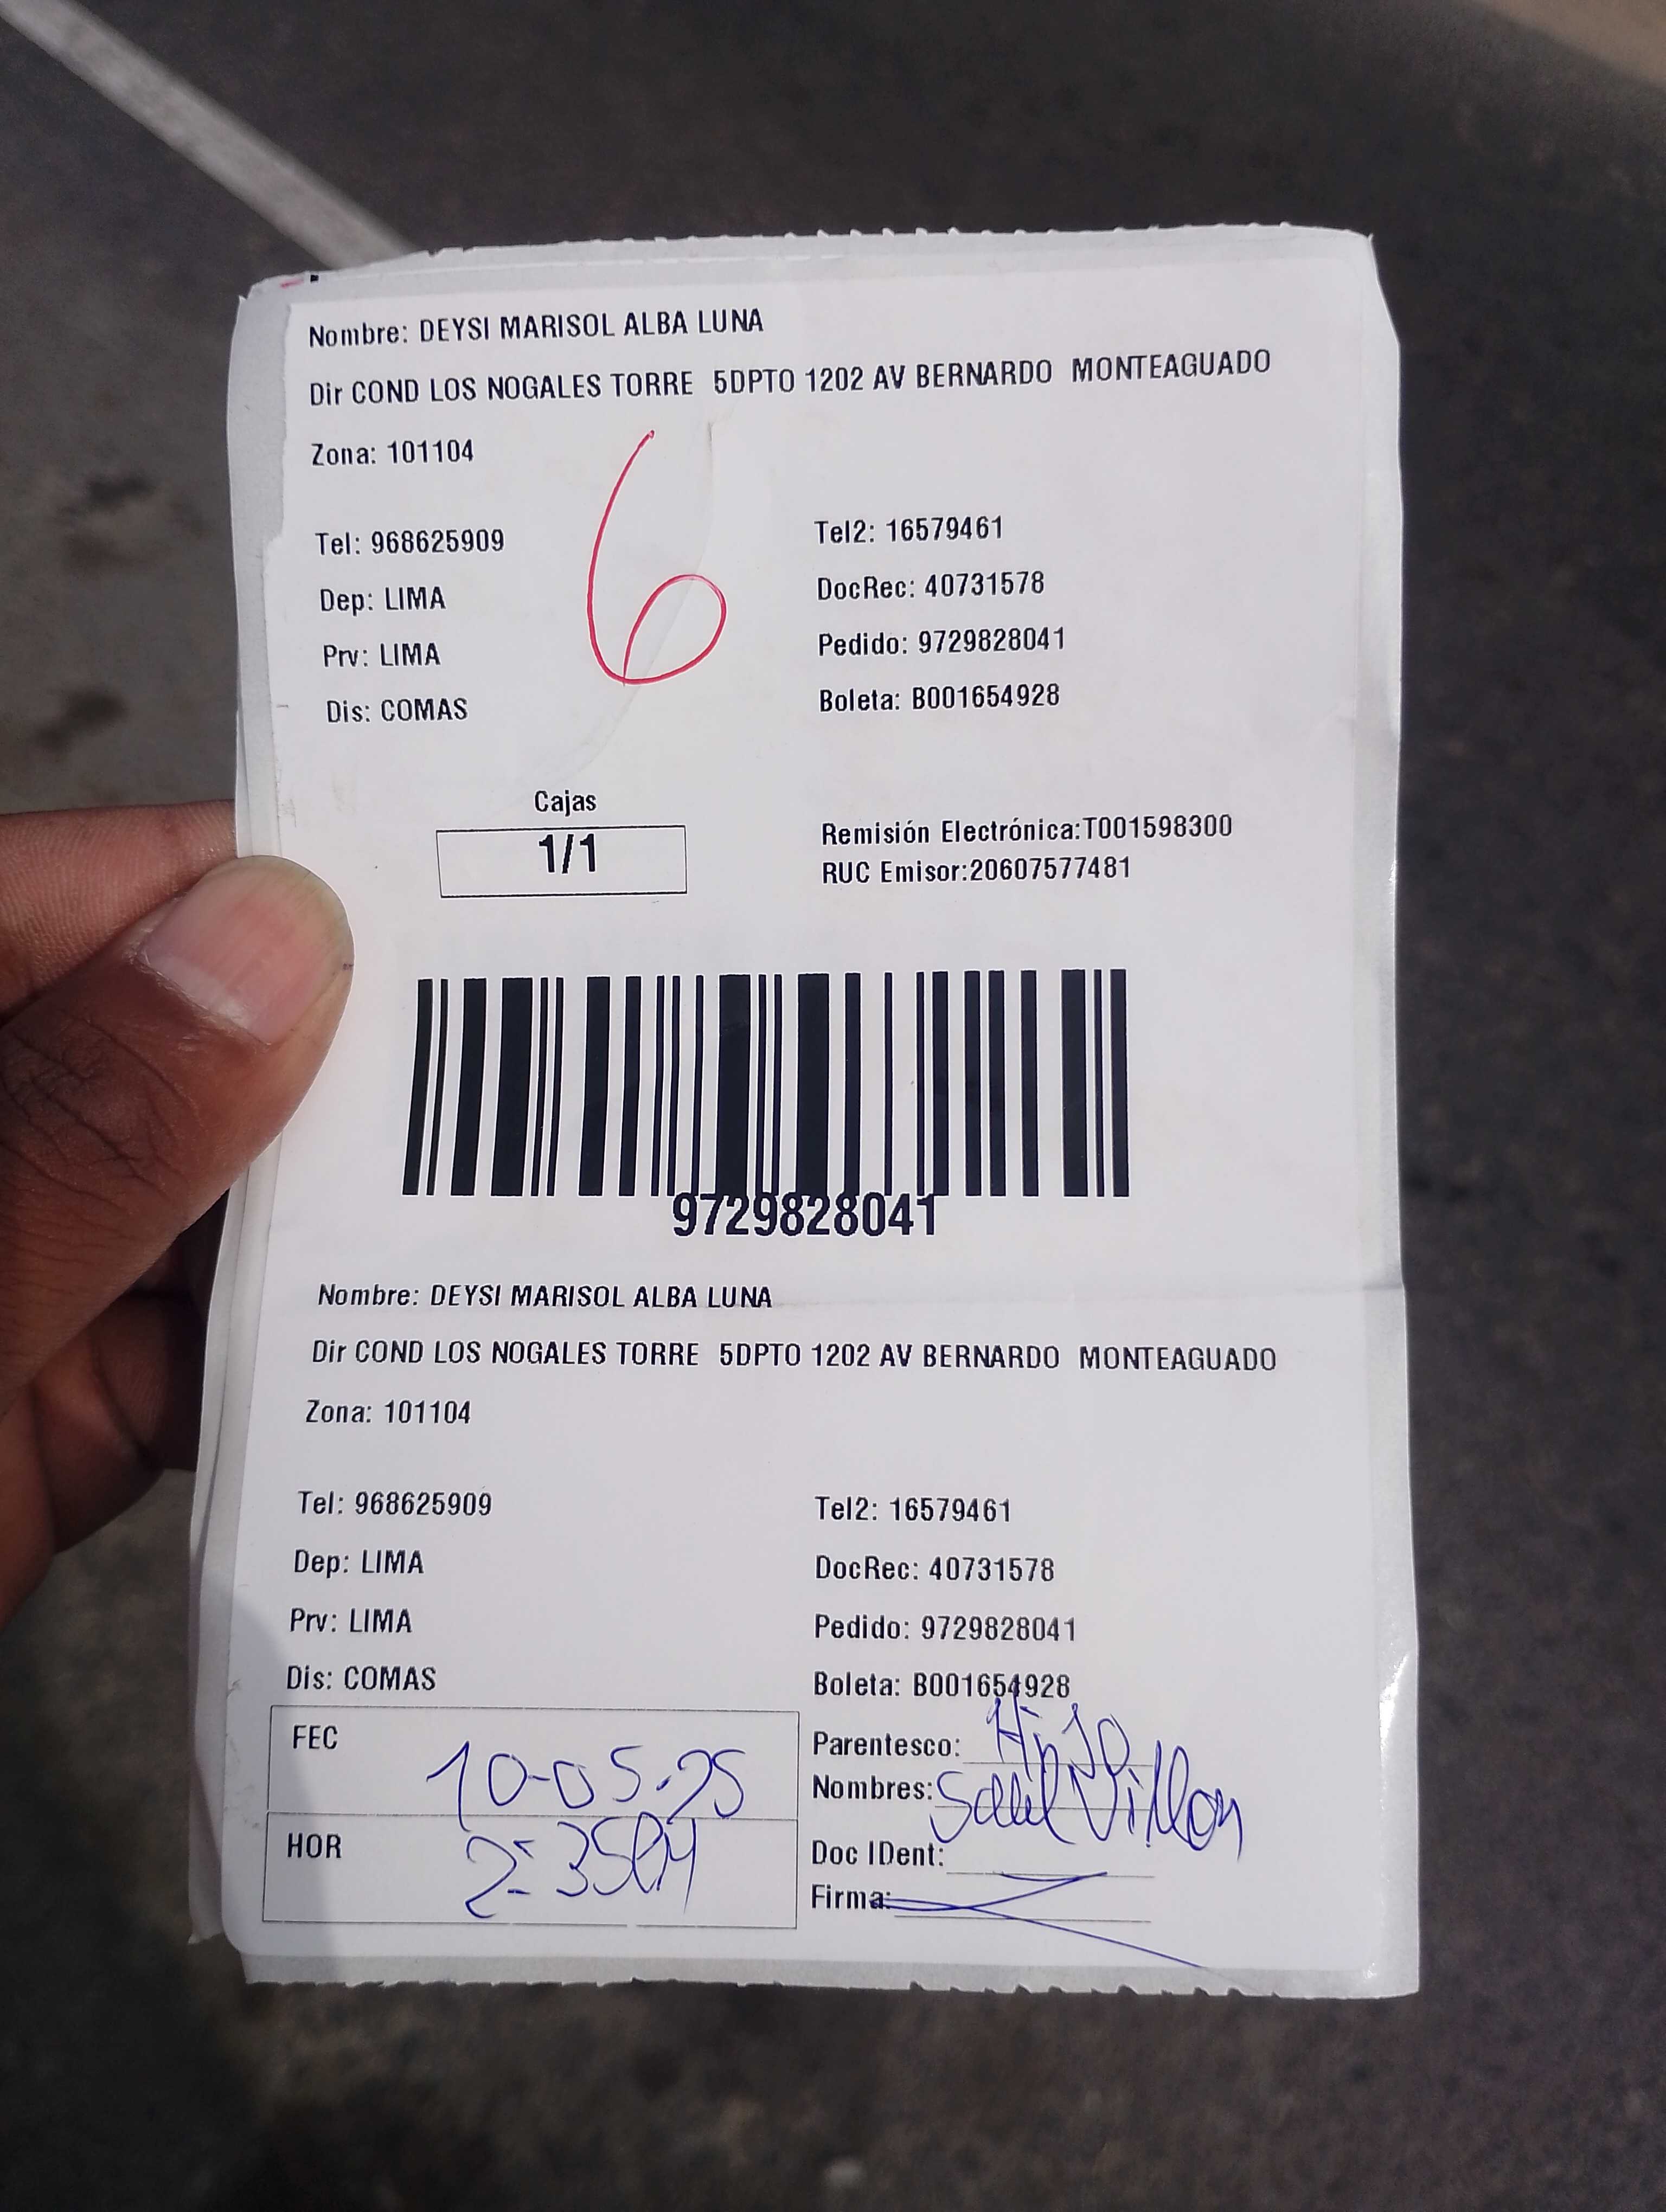 Nombre: DEYSI MARISOL ALBA LUNA
Dir COND LOS NOGALES TORRE 5DPTO 1202 AV BERNARDO MONTEAGUADO
Zona: 101104
6
Tel: 968625909 Tel2: 16579461
Dep: LIMA DocRec: 40731578
Prv: LIMA Pedido: 9729828041
Dis: COMAS Boleta: B001654928
Cajas
1/1
Remisión Electrónica:T001598300
RUC Emisor:20607577481
9729828041
Nombre: DEYSI MARISOL ALBA LUNA
Dir COND LOS NOGALES TORRE 5DPTO 1202 AV BERNARDO MONTEAGUADO
Zona: 101104
Tel: 968625909 Tel2: 16579461
Dep: LIMA DocRec: 40731578
Prv: LIMA Pedido: 9729828041
Dis: COMAS Boleta: B001654928
FEC 10-05-25
HOR
Parentesco: Hijo
Nombres: Saul Villon
Doc IDent:
Firma: